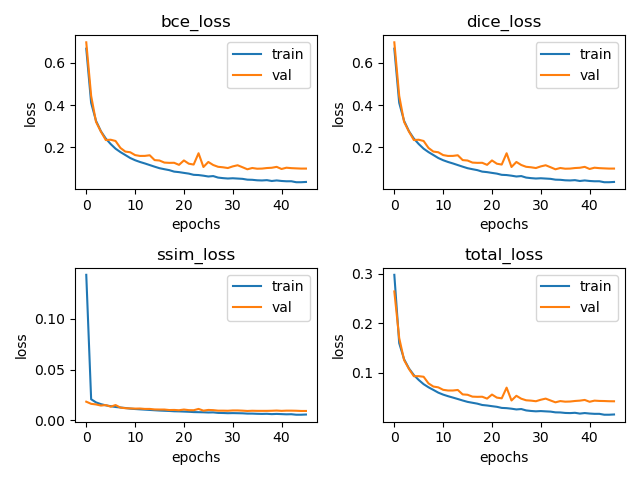 bce_loss
loss
0.6
0.4
0.2
train
val
0 10 20 30 40
epochs
dice_loss
loss
0.6
0.4
0.2
train
val
0 10 20 30 40
epochs
ssim_loss
loss
0.10
0.05
0.00
train
val
0 10 20 30 40
epochs
total_loss
loss
0.3
0.2
0.1
train
val
0 10 20 30 40
epochs